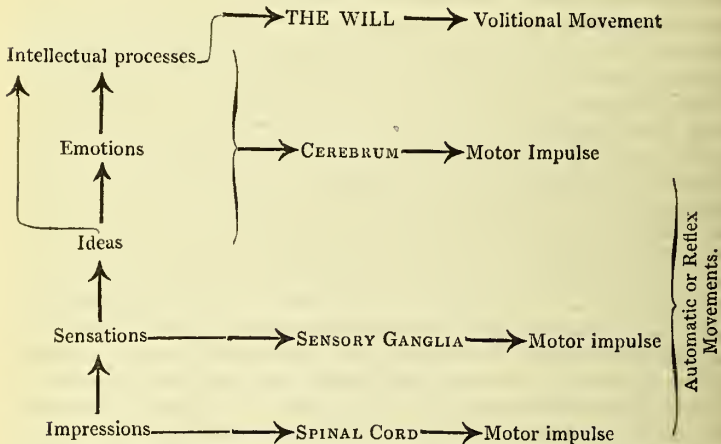 THE WILL Volitional Movement
Intellectual processes
Emotions CEREBRUM Motor Impulse
Ideas
Sensations SENSORY GANGLIA Motor impulse
Impressions SPINAL CORD Motor impulse
Automatic or Reflex
Movements.